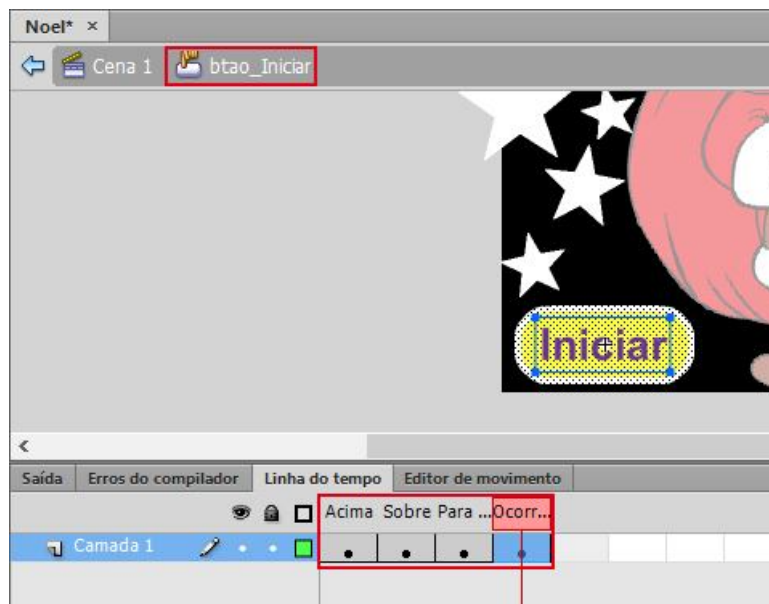 Noel* ×
Cena 1 btao_Iniciar
Iniciar
Saída Erros do compilador Linha do tempo Editor de movimento
Acima Sobre Para ... Ocorr...
Camada 1